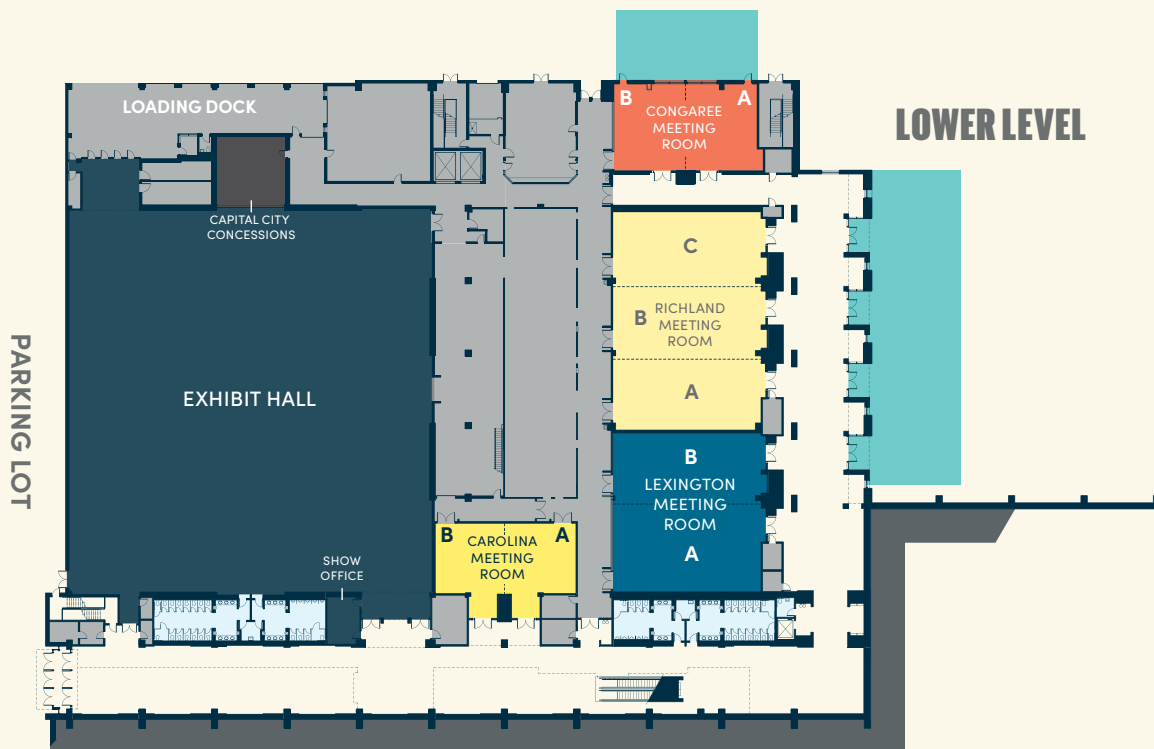 LOWER LEVEL
LOADING DOCK
B
A
CONGAREE
MEETING
ROOM
CAPITAL CITY
CONCESSIONS
C
B
RICHLAND
MEETING
ROOM
A
PARKING LOT
EXHIBIT HALL
B
LEXINGTON
MEETING
ROOM
A
B
A
CAROLINA
MEETING
ROOM
SHOW
OFFICE